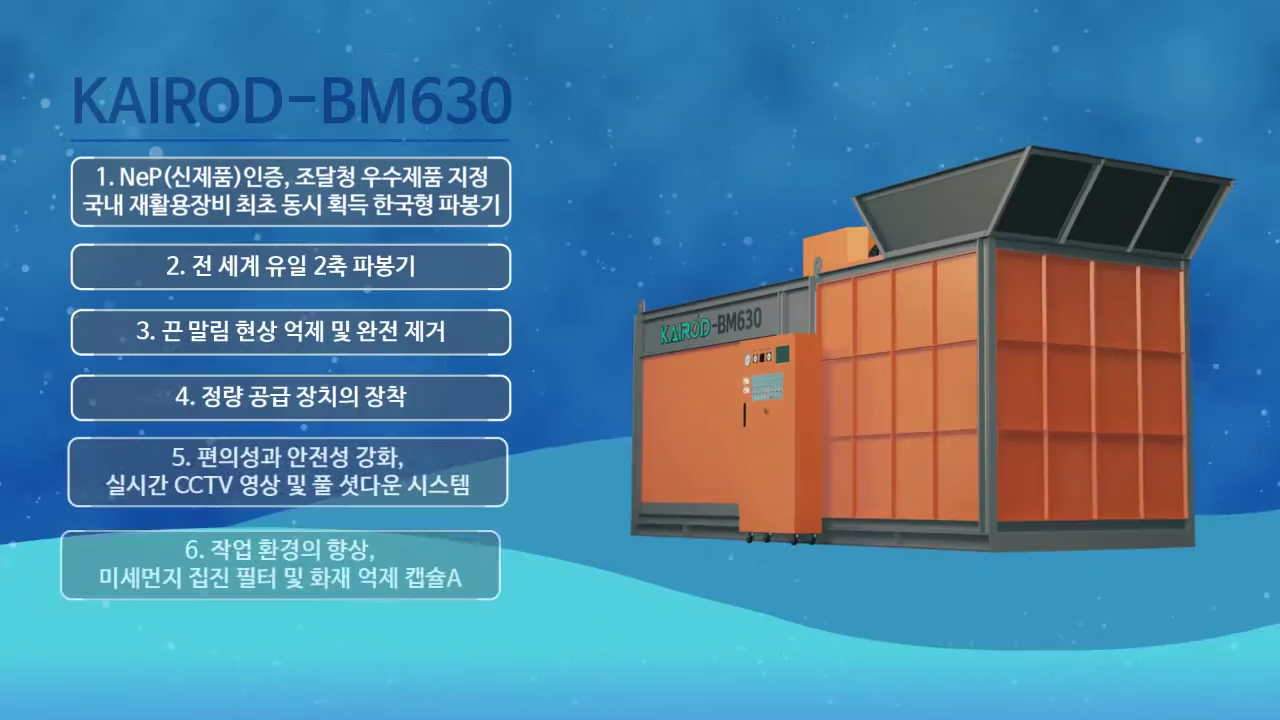 KAIROD-BM630
1. NeP(신제품)인증, 조달청 우수제품 지정
국내 재활용장비 최초 동시 획득 한국형 파봉기
2. 전 세계 유일 2축 파봉기
3. 끈 말림 현상 억제 및 완전 제거
4. 정량 공급 장치의 장착
5. 편의성과 안전성 강화,
실시간 CCTV 영상 및 풀 셧다운 시스템
6. 작업 환경의 향상,
미세먼지 집진 필터 및 화재 억제 캡슐A
KAIROD-BM630